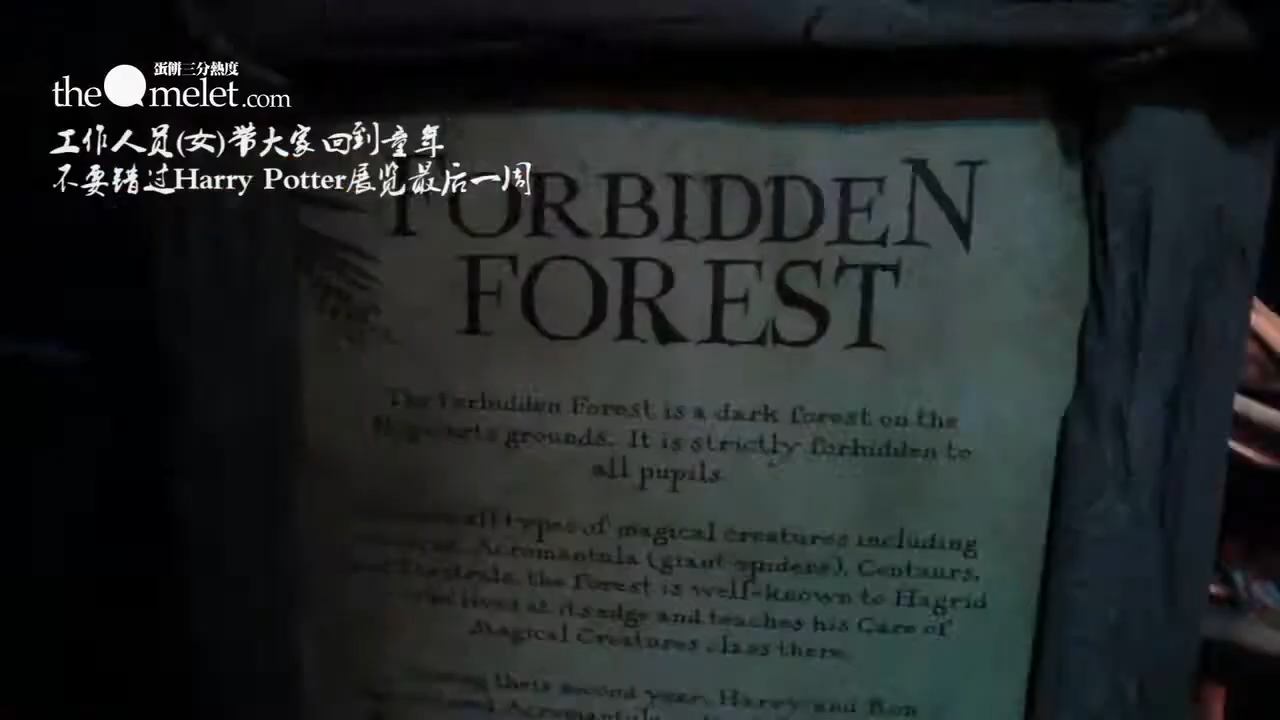 蛋餅三分熱度
theOmelet.com
工作人员(女)带大家回到童年
不要错过Harry Potter展览最后一周
FORBIDDEN
FOREST
The Forbidden Forest is a dark forest on the
Hogwarts grounds. It is strictly forbidden to
all pupils
all types of magical creatures including
Acromantula (giant spiders), Centaurs,
the Forest is well-known to Hagrid
lives at its edge and teaches his Care of
Magical Creatures class there.
their second year, Harry and Ron